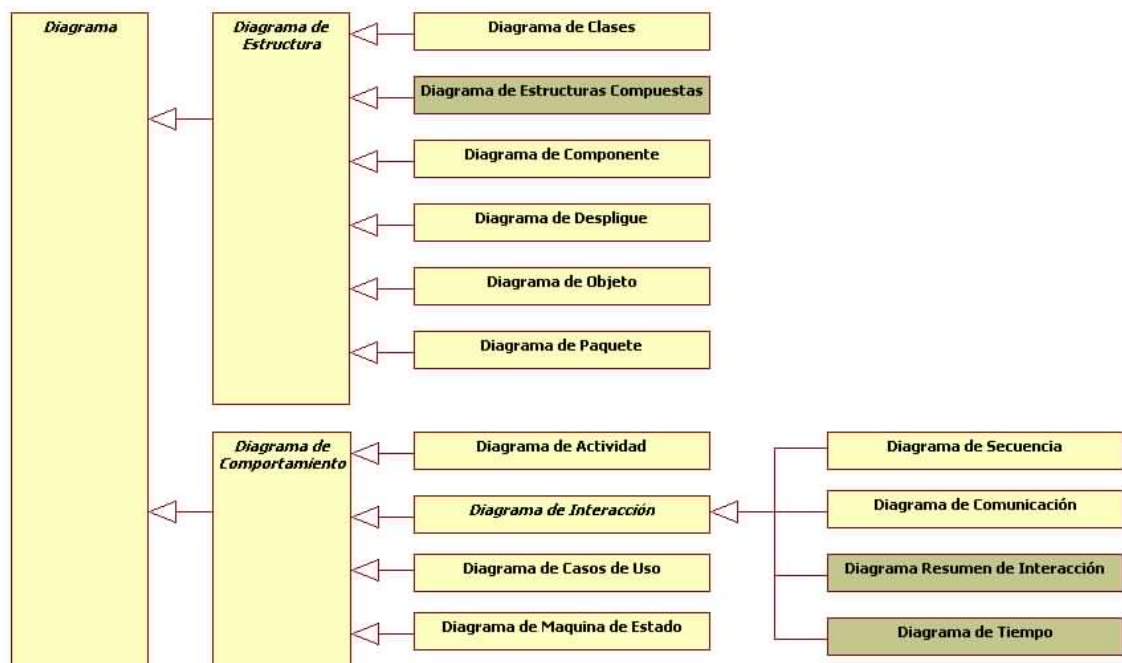 Diagrama
Diagrama de
Estructura
Diagrama de Clases
Diagrama de Estructuras Compuestas
Diagrama de Componente
Diagrama de Despligue
Diagrama de Objeto
Diagrama de Paquete
Diagrama de
Comportamiento
Diagrama de Actividad
Diagrama de Interacción
Diagrama de Casos de Uso
Diagrama de Maquina de Estado
Diagrama de Secuencia
Diagrama de Comunicación
Diagrama Resumen de Interacción
Diagrama de Tiempo